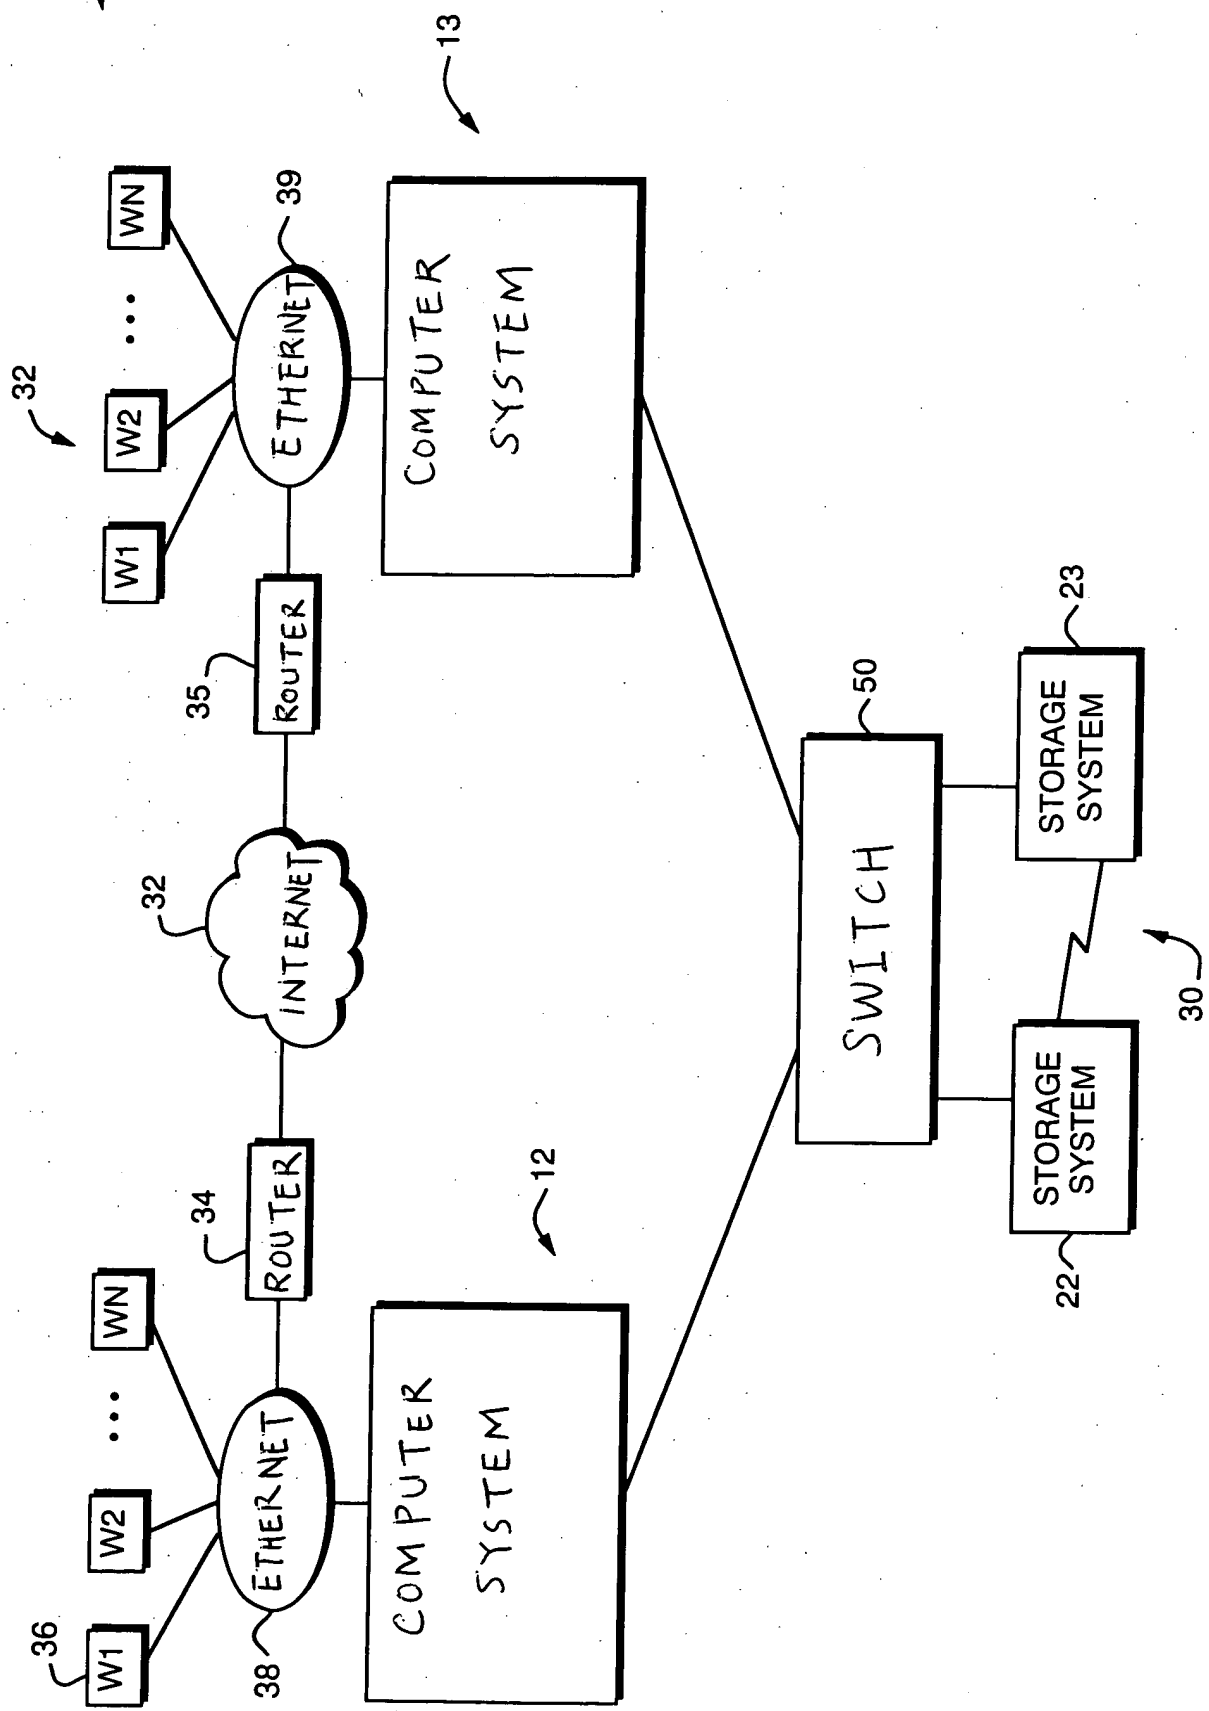 36
W1
W2
...
WN
32
W1
W2
...
WN
38
ETHERNET
34
ROUTER
32
INTERNET
35
ROUTER
ETHERNET
39
COMPUTER
SYSTEM
12
COMPUTER
SYSTEM
13
SWITCH
50
22
STORAGE
SYSTEM
STORAGE
SYSTEM
23
30